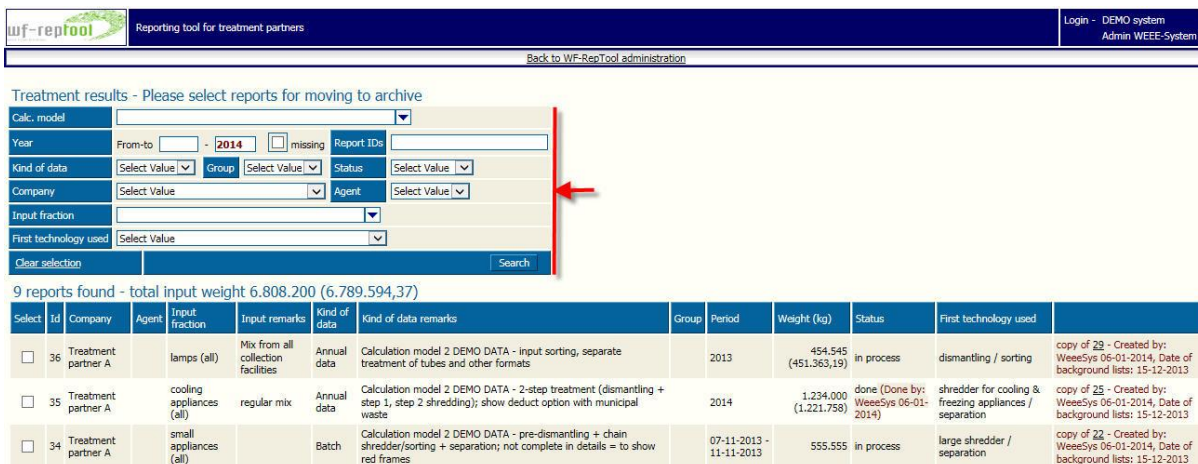 wf-reptool
Reporting tool for treatment partners
Login - DEMO system
Admin WEEE-System
Back to WF-RepTool administration
Treatment results - Please select reports for moving to archive
Calc. model
Year From-to - 2014 missing Report IDs
Kind of data Select Value Group Select Value Status Select Value
Company Select Value Agent Select Value
Input fraction
First technology used Select Value
Clear selection Search
9 reports found - total input weight 6.808.200 (6.789.594,37)
Select Id Company Agent Input fraction Input remarks Kind of data Kind of data remarks Group Period Weight (kg) Status First technology used
36 Treatment partner A lamps (all) Mix from all collection facilities Annual data Calculation model 2 DEMO DATA - input sorting, separate treatment of tubes and other formats 2013 454.545 (451.363,19) in process dismantling / sorting copy of 29 - Created by: WeeeSys 06-01-2014, Date of background lists: 15-12-2013
35 Treatment partner A cooling appliances (all) regular mix Annual data Calculation model 2 DEMO DATA - 2-step treatment (dismantling + step 1, step 2 shredding); show deduct option with municipal waste 2014 1.234.000 (1.221.758) done (Done by: WeeeSys 06-01-2014) shredder for cooling & freezing appliances / separation copy of 25 - Created by: WeeeSys 06-01-2014, Date of background lists: 15-12-2013
34 Treatment partner A small appliances (all) Batch Calculation model 2 DEMO DATA - pre-dismantling + chain shredder/sorting + separation; not complete in details = to show red frames 07-11-2013 - 11-11-2013 555.555 in process large shredder / separation copy of 22 - Created by: WeeeSys 06-01-2014, Date of background lists: 15-12-2013